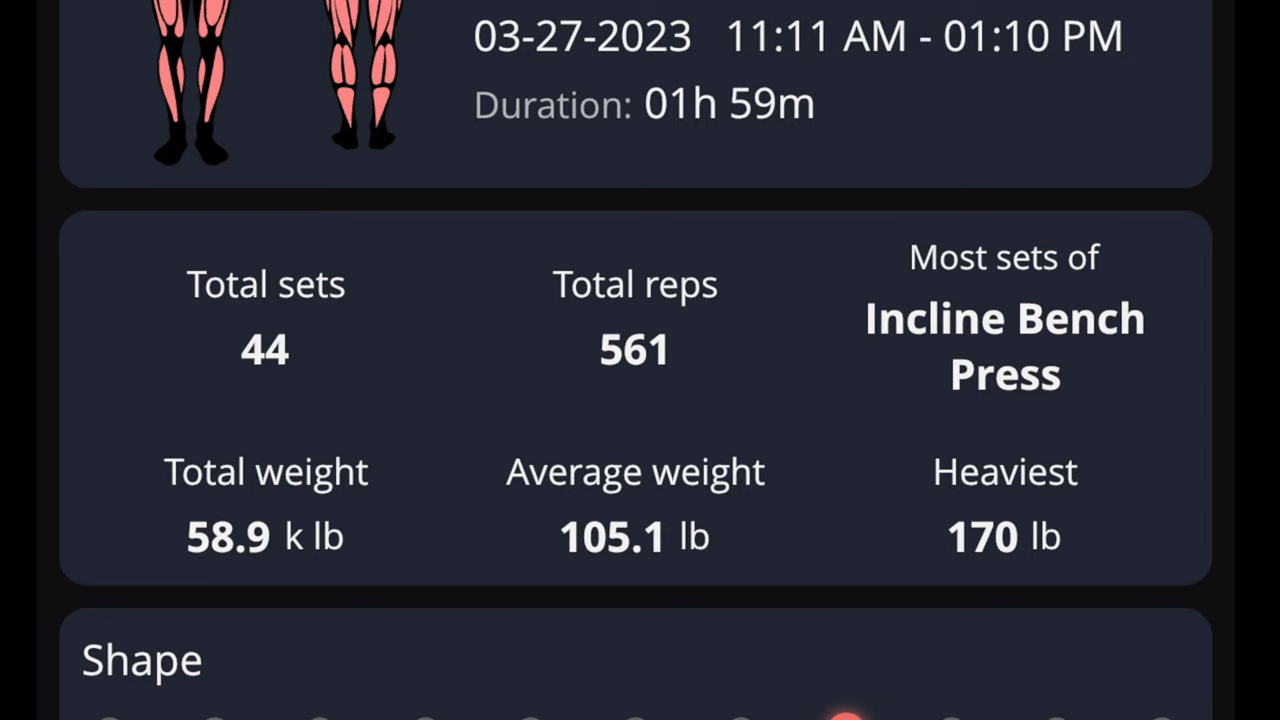 03-27-2023 11:11 AM - 01:10 PM
Duration: 01h 59m
Total sets
44
Total reps
561
Most sets of
Incline Bench
Press
Total weight
58.9 k lb
Average weight
105.1 lb
Heaviest
170 lb
Shape